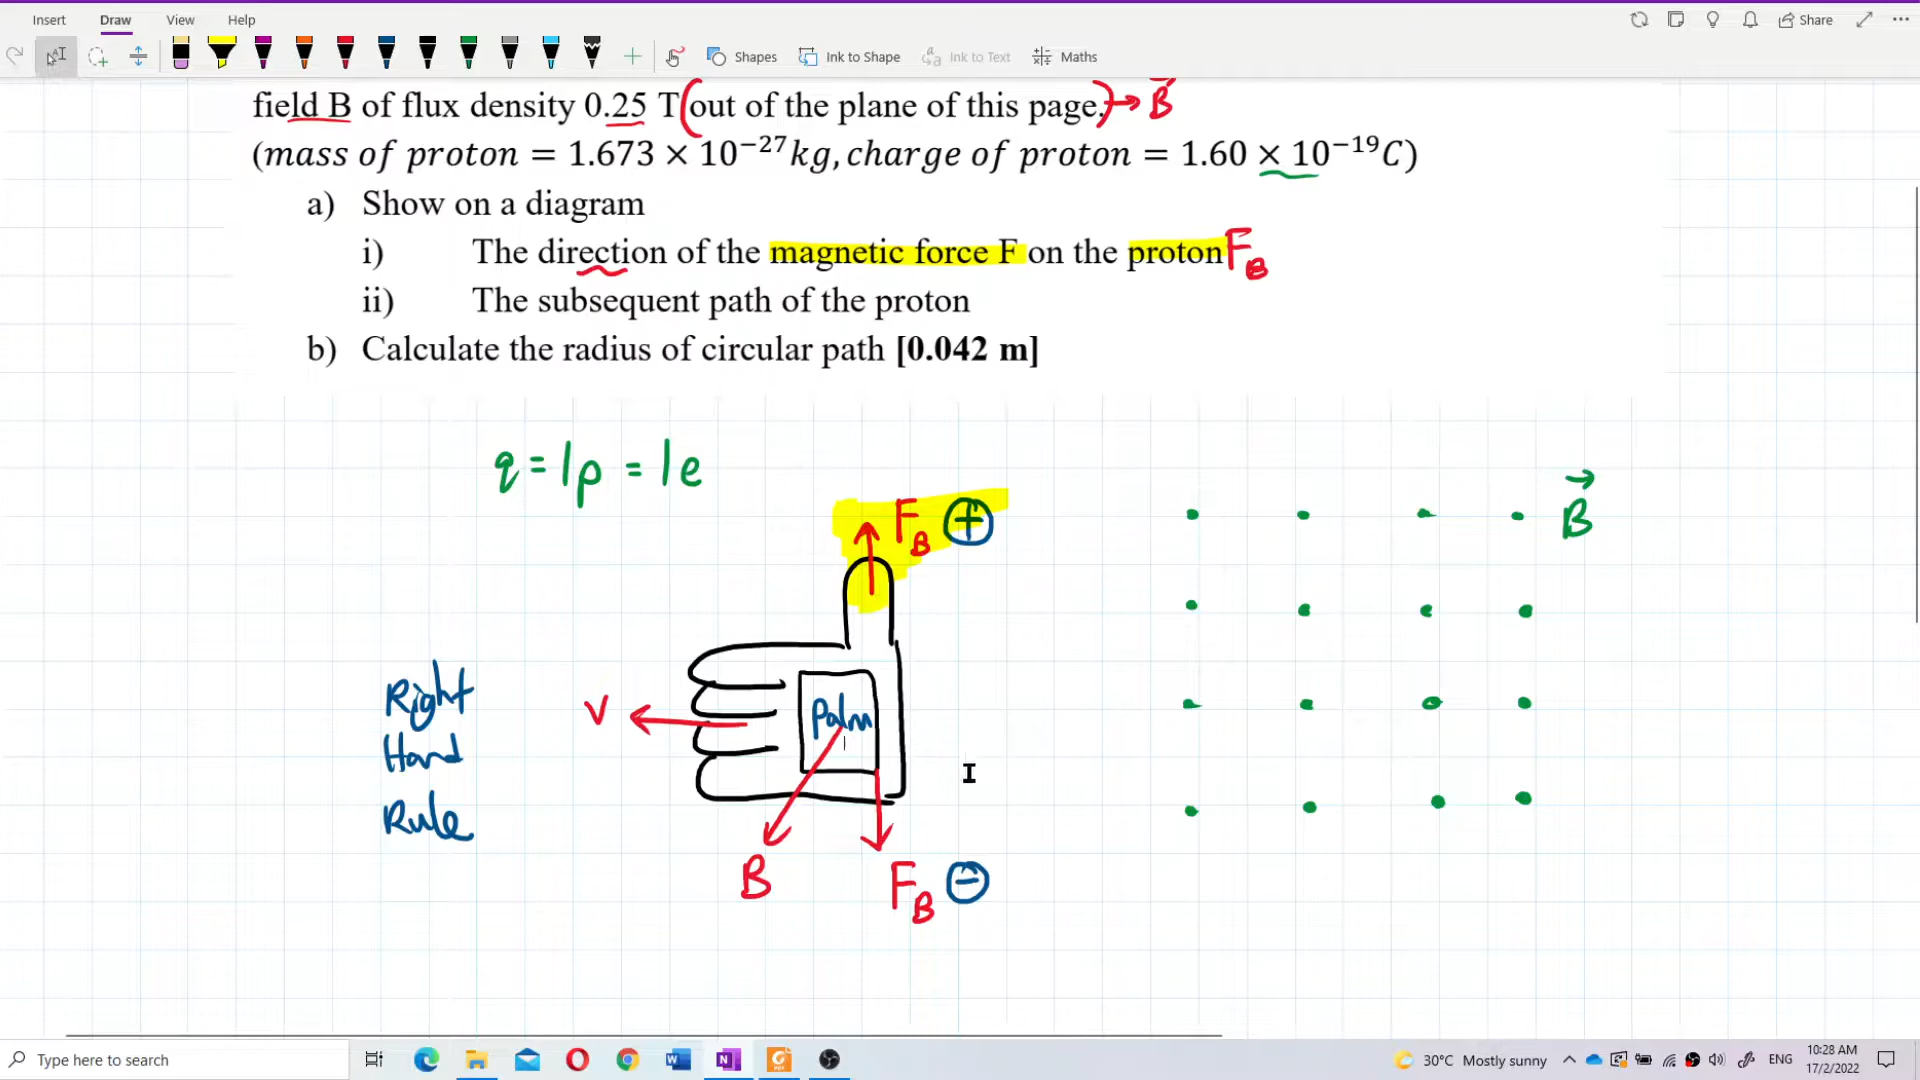 Insert Draw View Help
Share
Shapes Ink to Shape Ink to Text Maths
field B of flux density 0.25 T(out of the plane of this page.)→ B
(mass of proton = 1.673 × 10⁻²⁷kg, charge of proton = 1.60 × 10⁻¹⁹C)
a) Show on a diagram
i) The direction of the magnetic force F on the proton F_B
ii) The subsequent path of the proton
b) Calculate the radius of circular path [0.042 m]
q = 1p = 1e
F_B +
B
Right
Hand
Rule
V
Palm
B
F_B −
Type here to search
30°C Mostly sunny
ENG
10:28 AM
17/2/2022